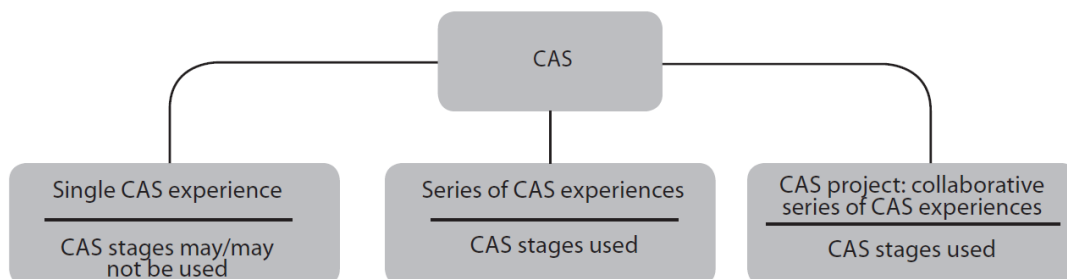 CAS
Single CAS experience
CAS stages may/may
not be used
Series of CAS experiences
CAS stages used
CAS project: collaborative
series of CAS experiences
CAS stages used